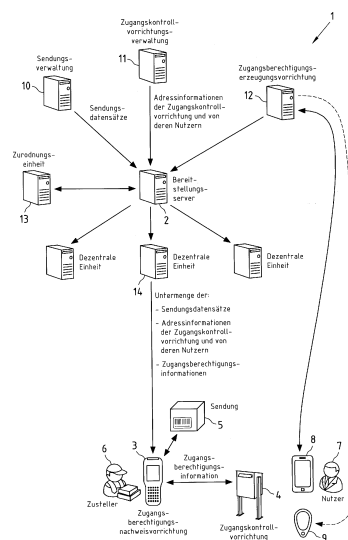 1
Zugangskontroll-
vorrichtungs-
verwaltung
11
Sendungs-
verwaltung
10
Zugangsberechtigungs-
erzeugungsvorrichtung
12
Sendungs-
datensätze
Adressinformationen
der Zugangskontroll-
vorrichtung und von
deren Nutzern
Zurodnungs-
einheit
13
Bereit-
stellungs-
server
2
Dezentrale
Einheit
Dezentrale
Einheit
14
Dezentrale
Einheit
Untermenge der:
- Sendungsdatensätze
- Adressinformationen
der Zugangskontroll-
vorrichtung und von
deren Nutzern
- Zugangsberechtigungs-
informationen
Sendung
5
6
Zusteller
3
Zugangs-
berechtigungs-
information
Zugangs-
berechtigungs-
nachweisvorrichtung
4
Zugangskontroll-
vorrichtung
8
7
Nutzer
9